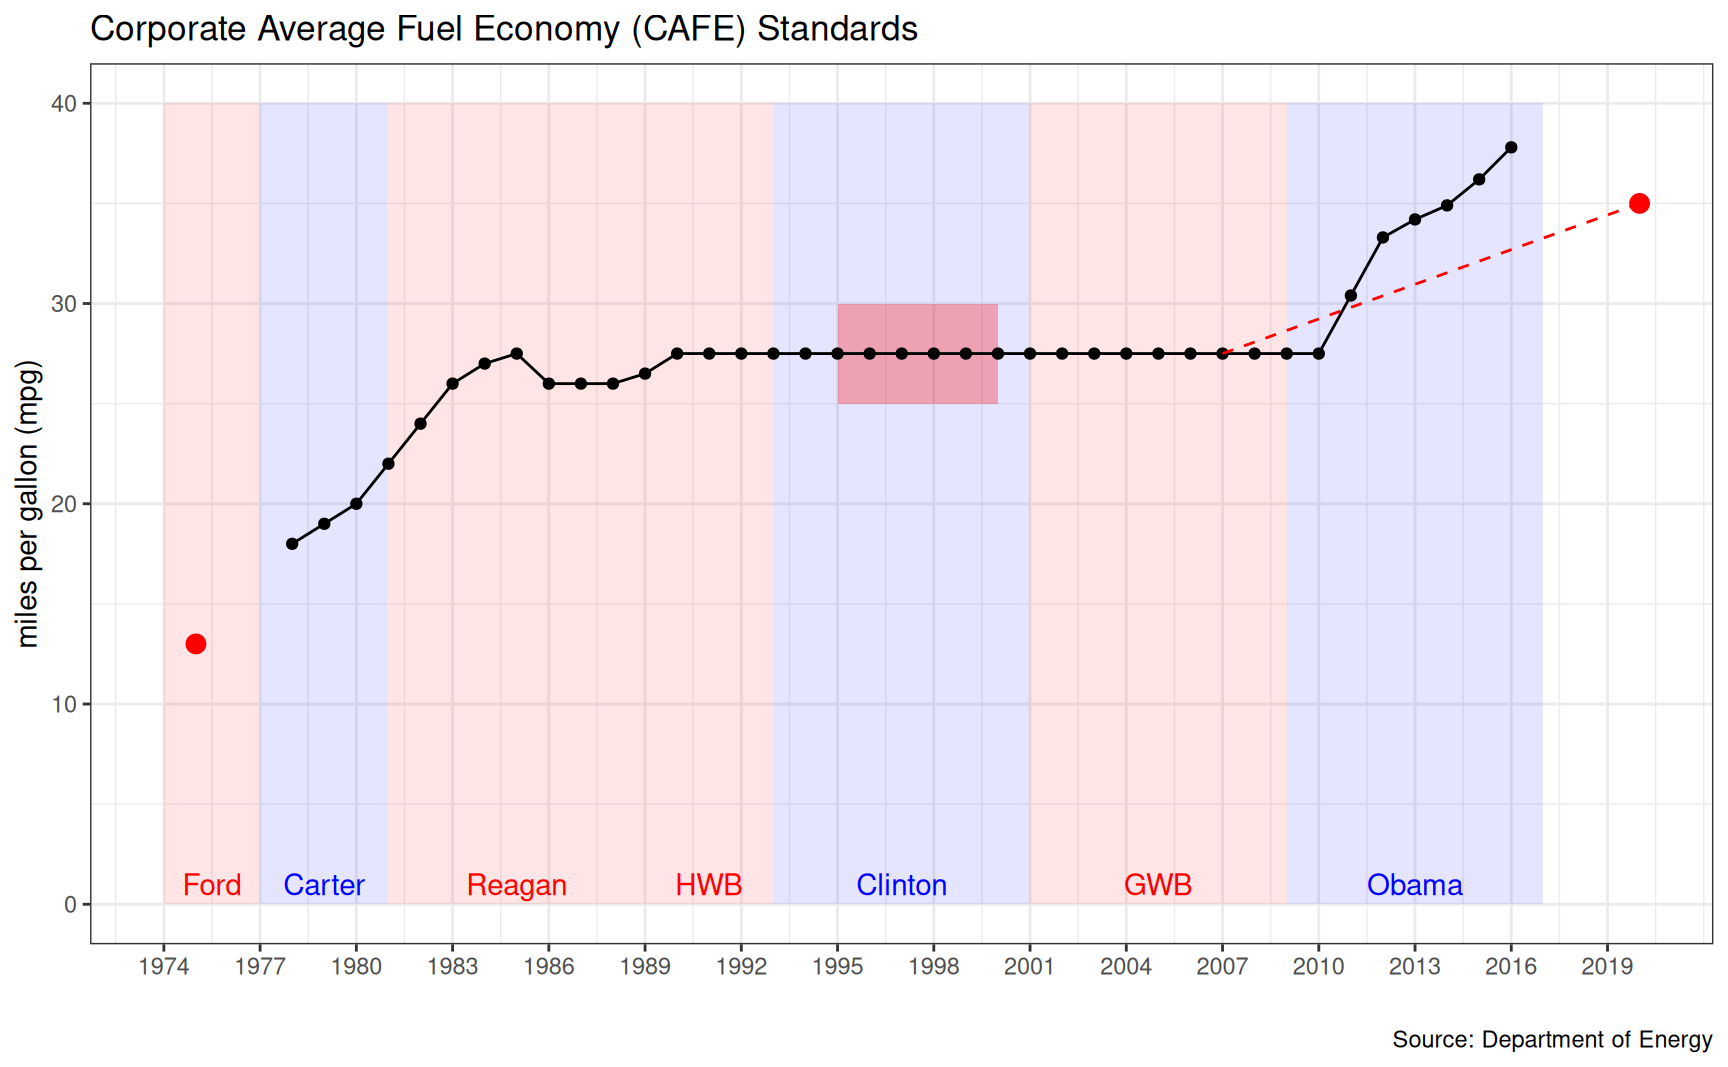 Corporate Average Fuel Economy (CAFE) Standards
miles per gallon (mpg)
40
30
20
10
0
Ford Carter Reagan HWB Clinton GWB Obama
1974 1977 1980 1983 1986 1989 1992 1995 1998 2001 2004 2007 2010 2013 2016 2019
Source: Department of Energy